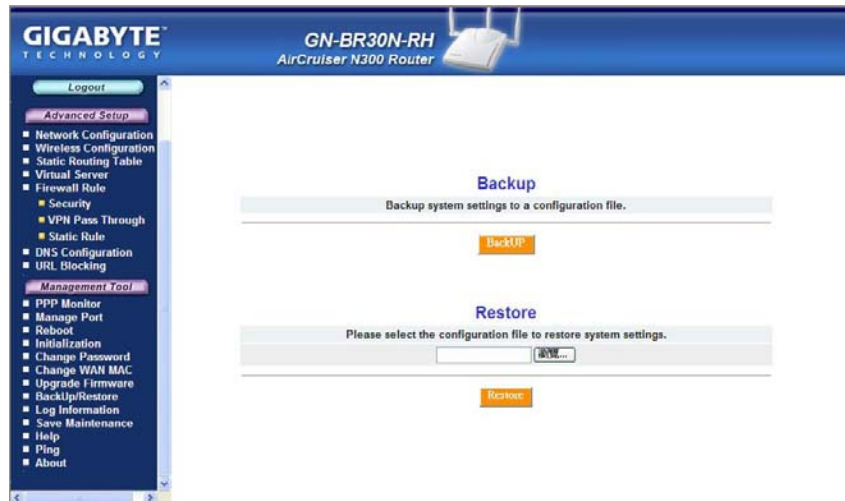 GIGABYTE™
TECHNOLOGY
GN-BR30N-RH
AirCruiser N300 Router
Logout
Advanced Setup
Network Configuration
Wireless Configuration
Static Routing Table
Virtual Server
Firewall Rule
Security
VPN Pass Through
Static Rule
DNS Configuration
URL Blocking
Management Tool
PPP Monitor
Manage Port
Reboot
Initialization
Change Password
Change WAN MAC
Upgrade Firmware
BackUp/Restore
Log Information
Save Maintenance
Help
Ping
About
Backup
Backup system settings to a configuration file.
BackUP
Restore
Please select the configuration file to restore system settings.
Restore